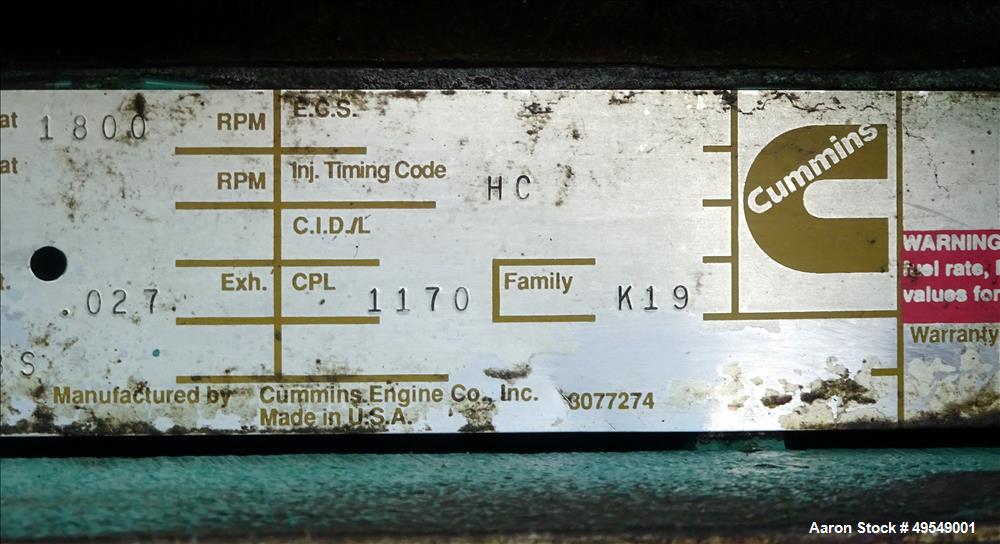 at 1800 RPM E.C.S.
at RPM Inj. Timing Code HC
C.I.D./L
.027 Exh. CPL 1170 Family K19
S
Manufactured by Cummins Engine Co., Inc. 3077274
Made in U.S.A.
Cummins
WARNING
fuel rate,
values for
Warranty
Aaron Stock # 49549001